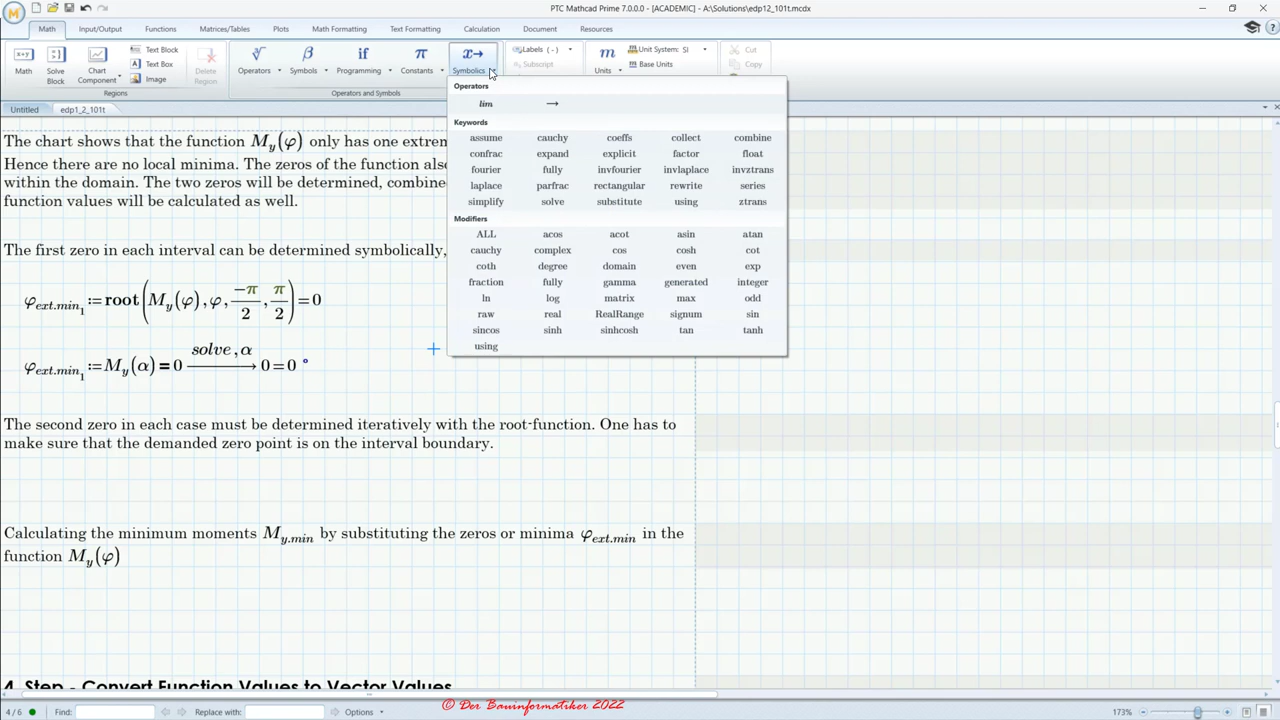 PTC Mathcad Prime 7.0.0.0 - [ACADEMIC] - A:\Solutions\edp12_101t.mcdx
Math Input/Output Functions Matrices/Tables Plots Math Formatting Text Formatting Calculation Document Resources
Math
Solve Block
Chart Component
Text Block
Text Box
Image
Delete Region
Operators
Symbols
Programming
Constants
Symbolics
Labels ( - )
Subscript
Units
Unit System: SI
Base Units
Cut
Copy
Regions
Operators and Symbols
Untitled edp1_2_101t
Operators
lim →
Keywords
assume cauchy coeffs collect combine
confrac expand explicit factor float
fourier fully invfourier invlaplace invztrans
laplace parfrac rectangular rewrite series
simplify solve substitute using ztrans
Modifiers
ALL acos acot asin atan
cauchy complex cos cosh cot
coth degree domain even exp
fraction fully gamma generated integer
ln log matrix max odd
raw real RealRange signum sin
sincos sinh sinhcosh tan tanh
using
The chart shows that the function M_y(φ) only has one extrem
Hence there are no local minima. The zeros of the function also
within the domain. The two zeros will be determined, combine
function values will be calculated as well.
The first zero in each interval can be determined symbolically,
φ_ext.min_1 := root(M_y(φ), φ, -π/2, π/2) = 0
φ_ext.min_1 := M_y(α) = 0 solve , α → 0 = 0 °
The second zero in each case must be determined iteratively with the root-function. One has to
make sure that the demanded zero point is on the interval boundary.
Calculating the minimum moments M_y.min by substituting the zeros or minima φ_ext.min in the
function M_y(φ)
4. Step - Convert Function Values to Vector Values
© Der Bauinformatiker 2022
4 / 6 Find: Replace with: Options 173%